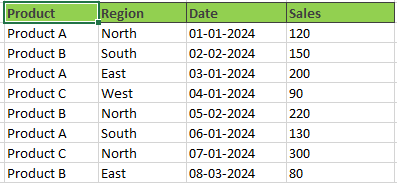 Product Region Date Sales
Product A North 01-01-2024 120
Product B South 02-02-2024 150
Product A East 03-01-2024 200
Product C West 04-01-2024 90
Product B North 05-02-2024 220
Product A South 06-01-2024 130
Product C North 07-01-2024 300
Product B East 08-03-2024 80